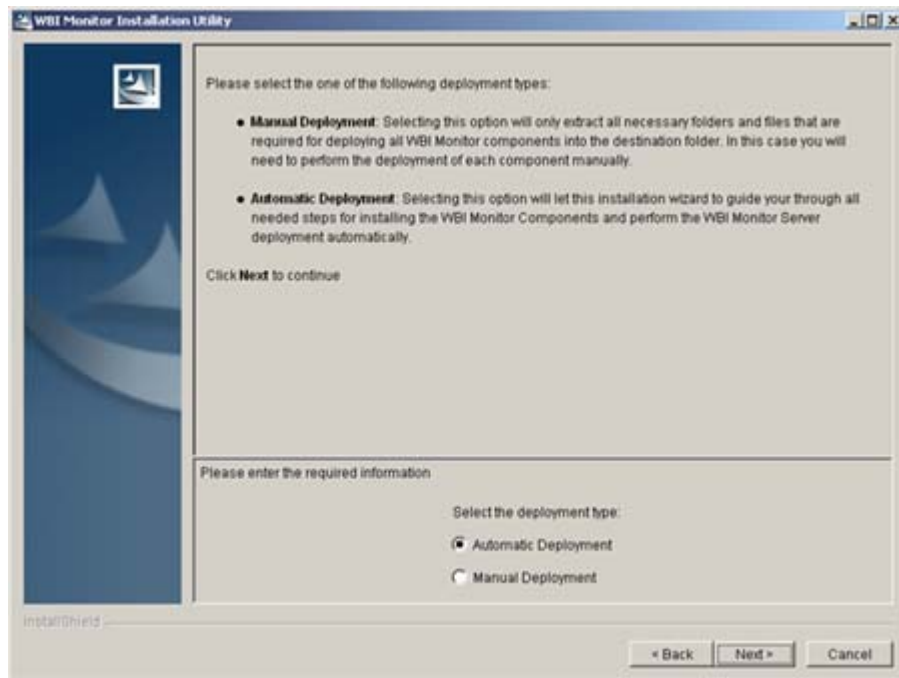 WBI Monitor Installation Utility
Please select the one of the following deployment types:
● Manual Deployment: Selecting this option will only extract all necessary folders and files that are
required for deploying all WBI Monitor components into the destination folder. In this case you will
need to perform the deployment of each component manually.
● Automatic Deployment: Selecting this option will let this installation wizard to guide your through all
needed steps for installing the WBI Monitor Components and perform the WBI Monitor Server
deployment automatically.
Click Next to continue
Please enter the required information
Select the deployment type:
Automatic Deployment
Manual Deployment
InstallShield
< Back
Next >
Cancel